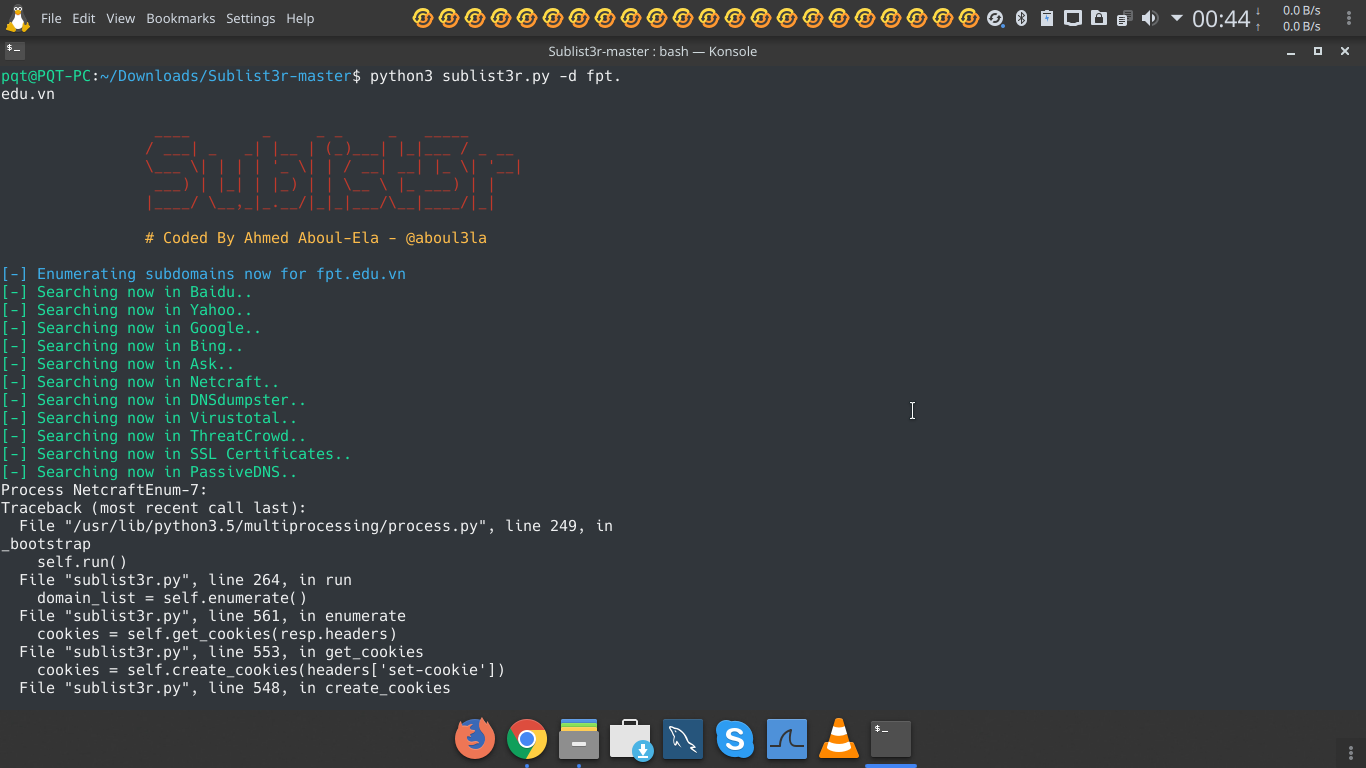 File Edit View Bookmarks Settings Help
00:44
0.0 B/s
0.0 B/s
Sublist3r-master : bash — Konsole
pqt@PQT-PC:~/Downloads/Sublist3r-master$ python3 sublist3r.py -d fpt.
edu.vn
Sublist3r
# Coded By Ahmed Aboul-Ela - @aboul3la
[-] Enumerating subdomains now for fpt.edu.vn
[-] Searching now in Baidu..
[-] Searching now in Yahoo..
[-] Searching now in Google..
[-] Searching now in Bing..
[-] Searching now in Ask..
[-] Searching now in Netcraft..
[-] Searching now in DNSdumpster..
[-] Searching now in Virustotal..
[-] Searching now in ThreatCrowd..
[-] Searching now in SSL Certificates..
[-] Searching now in PassiveDNS..
Process NetcraftEnum-7:
Traceback (most recent call last):
File "/usr/lib/python3.5/multiprocessing/process.py", line 249, in
_bootstrap
self.run()
File "sublist3r.py", line 264, in run
domain_list = self.enumerate()
File "sublist3r.py", line 561, in enumerate
cookies = self.get_cookies(resp.headers)
File "sublist3r.py", line 553, in get_cookies
cookies = self.create_cookies(headers['set-cookie'])
File "sublist3r.py", line 548, in create_cookies